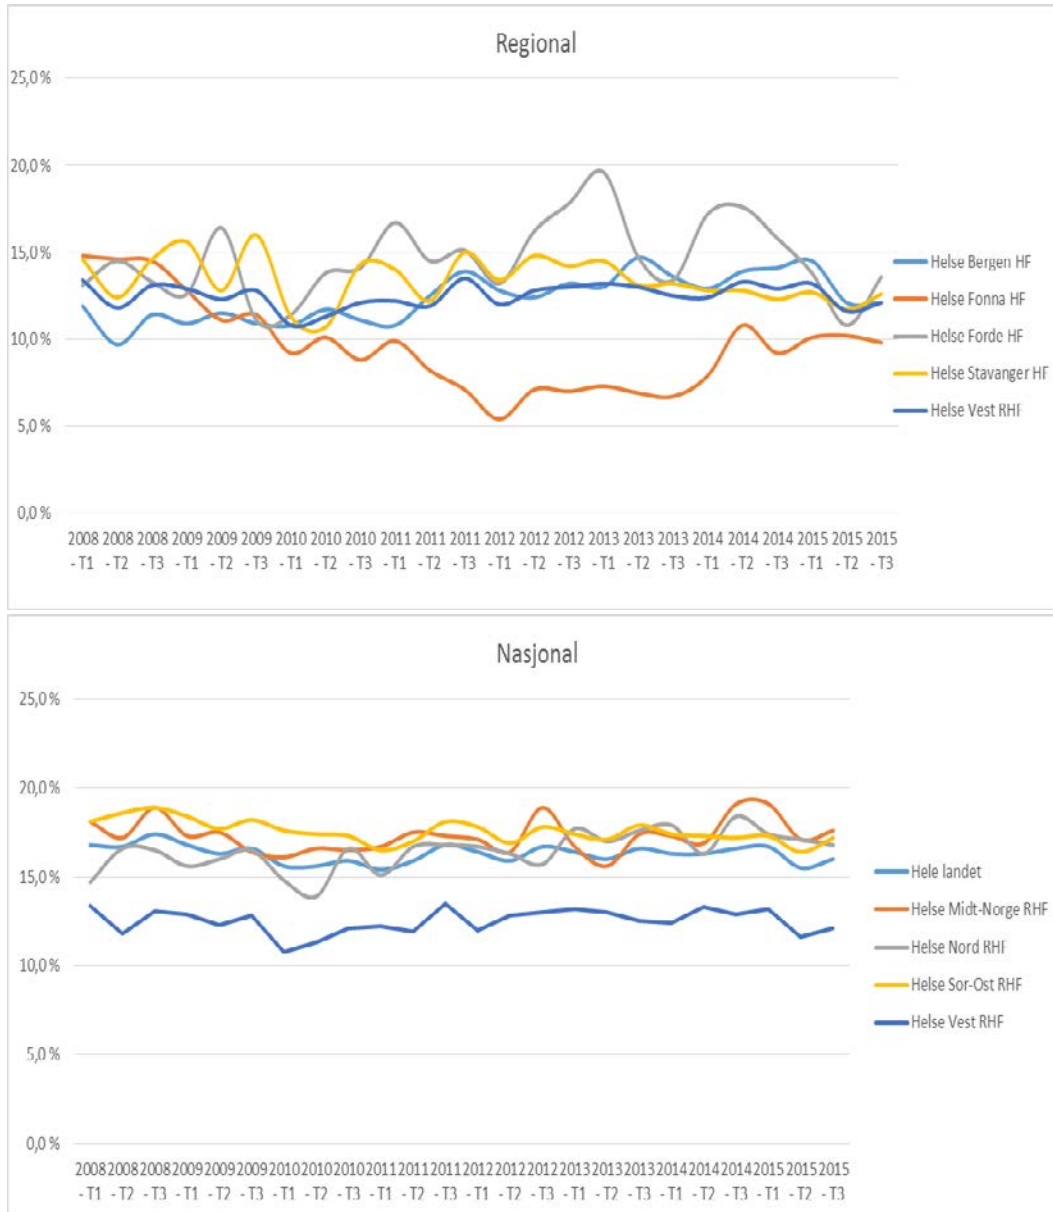 Regional
25,0 %
20,0 %
15,0 %
10,0 %
5,0 %
0,0 %
2008 2008 2008 2009 2009 2009 2010 2010 2010 2011 2011 2011 2012 2012 2012 2013 2013 2013 2014 2014 2014 2015 2015 2015
- T1 - T2 - T3 - T1 - T2 - T3 - T1 - T2 - T3 - T1 - T2 - T3 - T1 - T2 - T3 - T1 - T2 - T3 - T1 - T2 - T3 - T1 - T2 - T3
Helse Bergen HF
Helse Fonna HF
Helse Forde HF
Helse Stavanger HF
Helse Vest RHF
Nasjonal
25,0 %
20,0 %
15,0 %
10,0 %
5,0 %
0,0 %
2008 2008 2008 2009 2009 2009 2010 2010 2010 2011 2011 2011 2012 2012 2012 2013 2013 2013 2014 2014 2014 2015 2015 2015
- T1 - T2 - T3 - T1 - T2 - T3 - T1 - T2 - T3 - T1 - T2 - T3 - T1 - T2 - T3 - T1 - T2 - T3 - T1 - T2 - T3 - T1 - T2 - T3
Hele landet
Helse Midt-Norge RHF
Helse Nord RHF
Helse Sor-Ost RHF
Helse Vest RHF